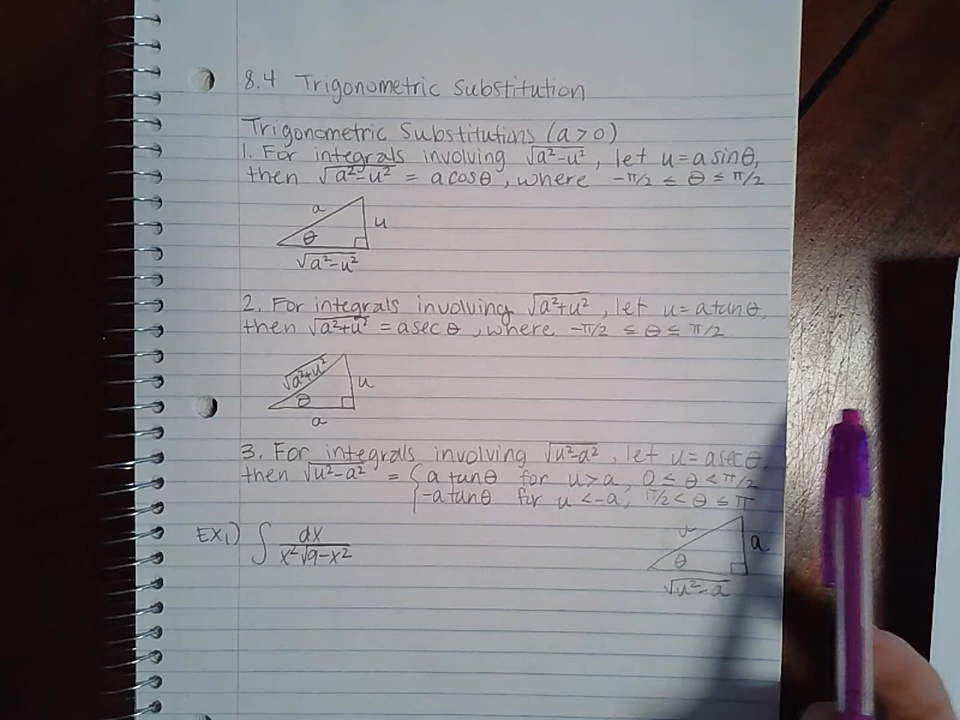 8.4 Trigonometric Substitution
Trigonometric Substitutions (a>0)
1. For integrals involving √a²-u², let u=a sinθ,
then √a²-u² = a cosθ, where -π/2 ≤ θ ≤ π/2
a
u
θ
√a²-u²
2. For integrals involving √a²+u², let u=a tanθ,
then √a²+u² = a sec θ, where -π/2 ≤ θ ≤ π/2
√a²+u²
u
θ
a
3. For integrals involving √u²-a², let u=a secθ,
then √u²-a² = { a tanθ for u>a, 0 ≤ θ < π/2
-a tanθ for u<-a, π/2 < θ ≤ π
EX1) ∫ dx / x²√9-x²
u
a
θ
√u²-a